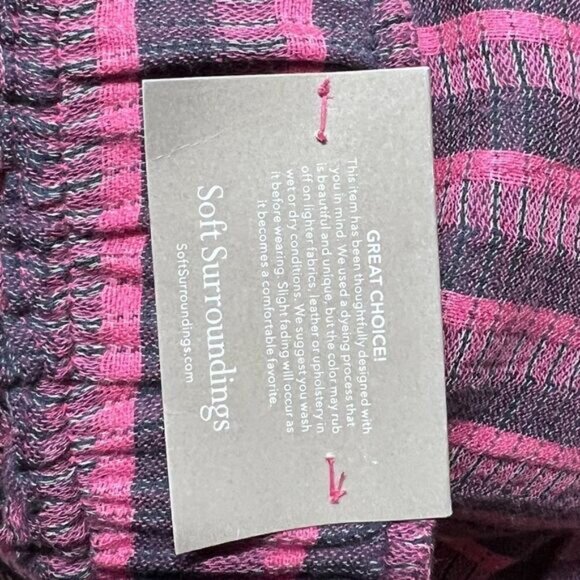 GREAT CHOICE!
This item has been thoughtfully designed with
you in mind. We used a dyeing process that
is beautiful and unique, but the color may rub
off on lighter fabrics, leather or upholstery in
wet or dry conditions. We suggest you wash
it before wearing. Slight fading will occur as
it becomes a comfortable favorite.
Soft Surroundings
SoftSurroundings.com